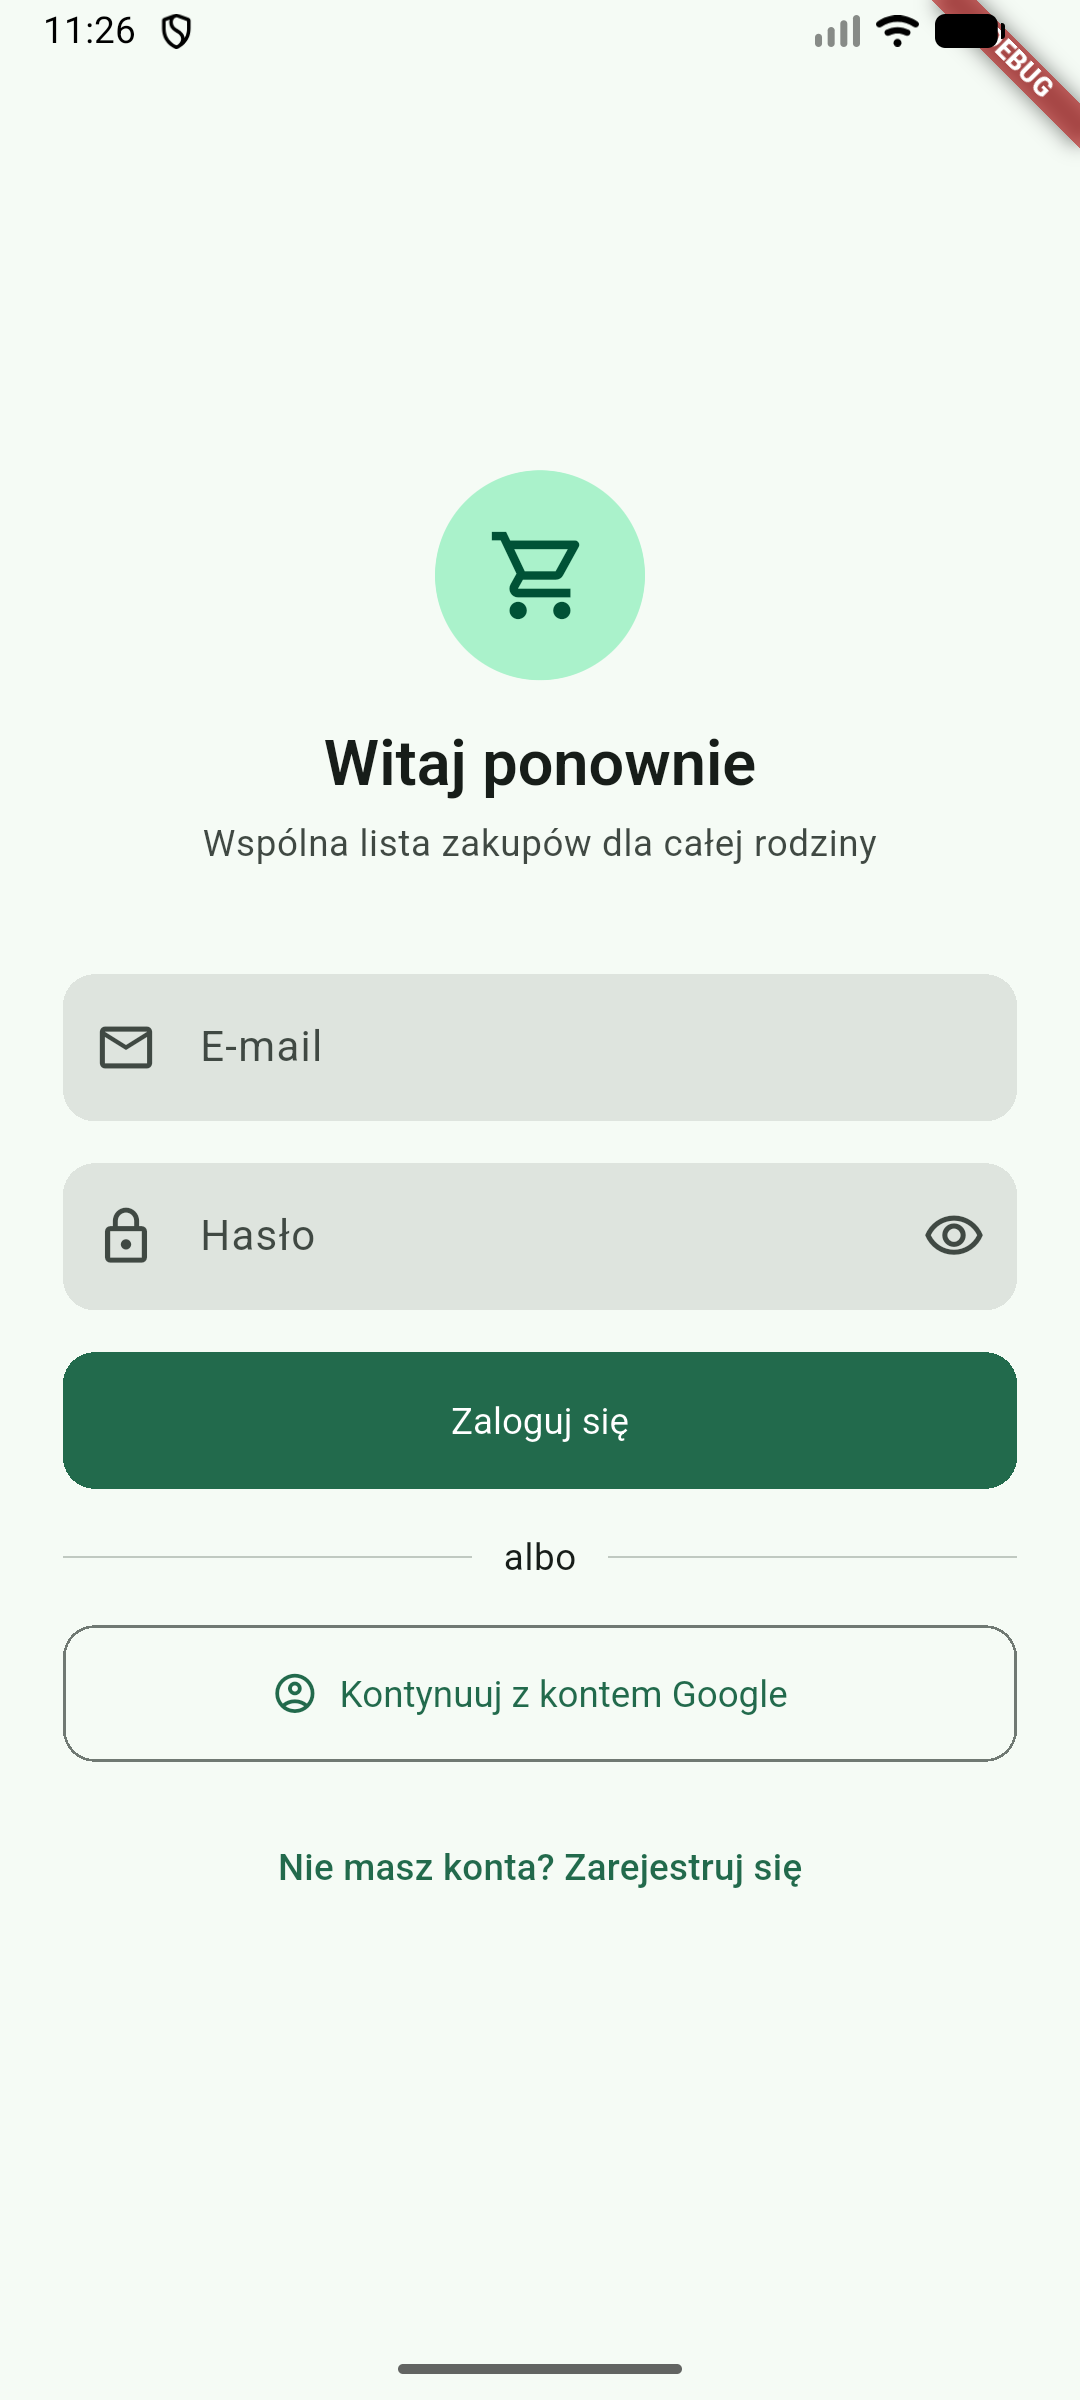 11:26
DEBUG
Witaj ponownie
Wspólna lista zakupów dla całej rodziny
E-mail
Hasło
Zaloguj się
albo
Kontynuuj z kontem Google
Nie masz konta? Zarejestruj się